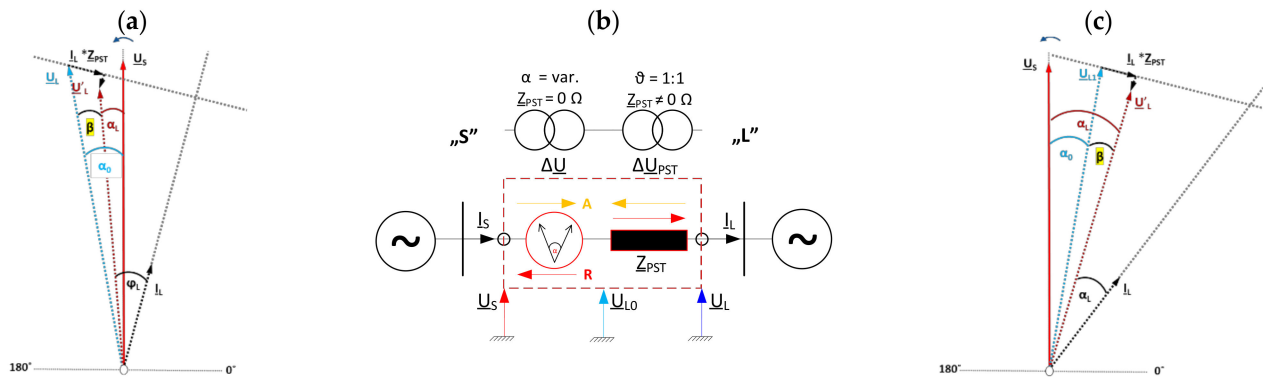 (a)
I_L *Z_PST
U_S
U_L
U'_L
β
α_L
α_0
φ_L
I_L
180°
0°
(b)
α = var.
ϑ = 1:1
Z_PST = 0 Ω
Z_PST ≠ 0 Ω
„S”
„L”
ΔU
ΔU_PST
A
I_S
I_L
~
α
~
Z_PST
R
U_S
U_L0
U_L
(c)
U_S
I_L *Z_PST
U_L1
U'_L
α_L
α_0
β
α_L
I_L
180°
0°